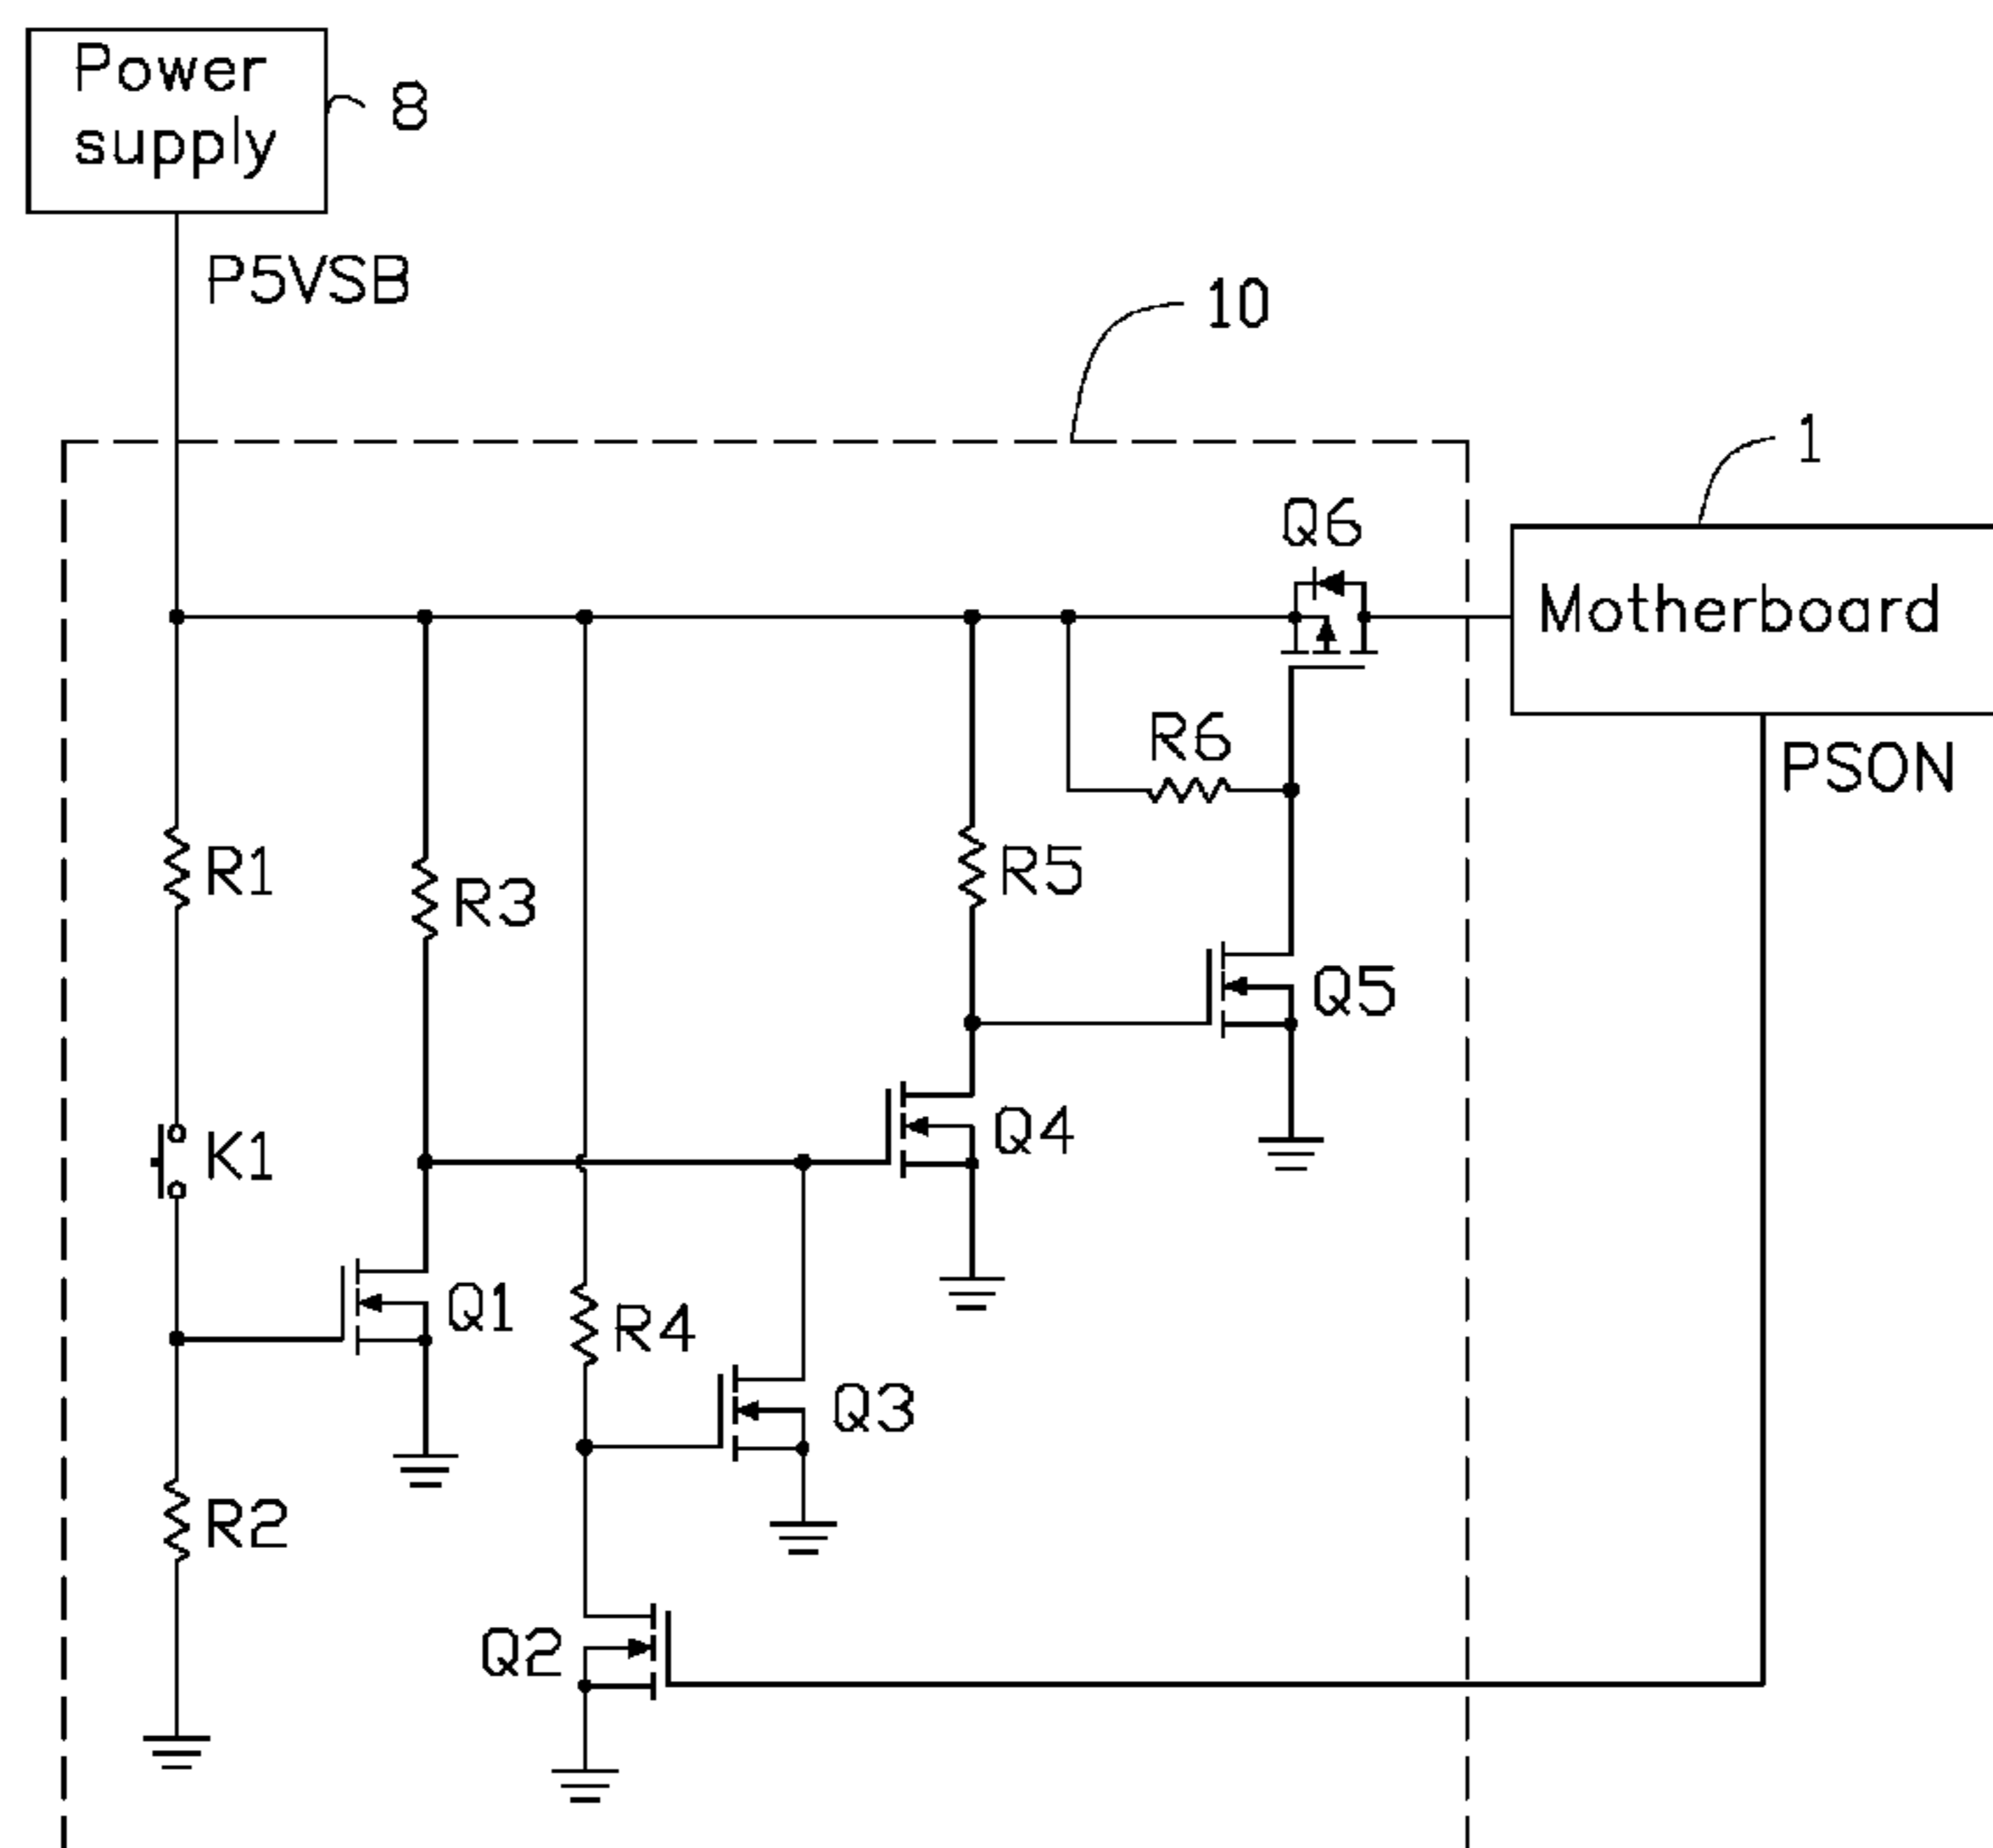 Power
supply
8
P5VSB
10
1
Q6
Motherboard
R6
PSON
R1
R3
R5
Q5
K1
Q4
Q1
R4
Q3
R2
Q2